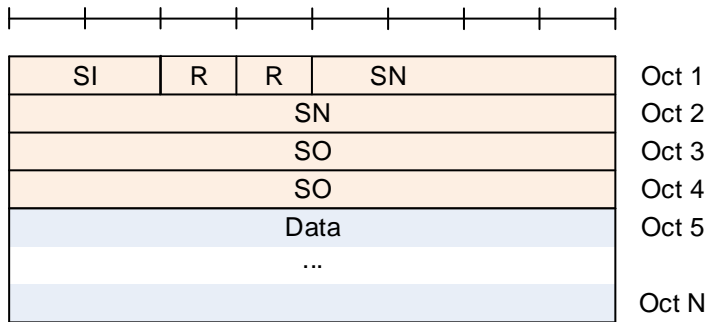 SI R R SN Oct 1
SN Oct 2
SO Oct 3
SO Oct 4
Data Oct 5
...
Oct N